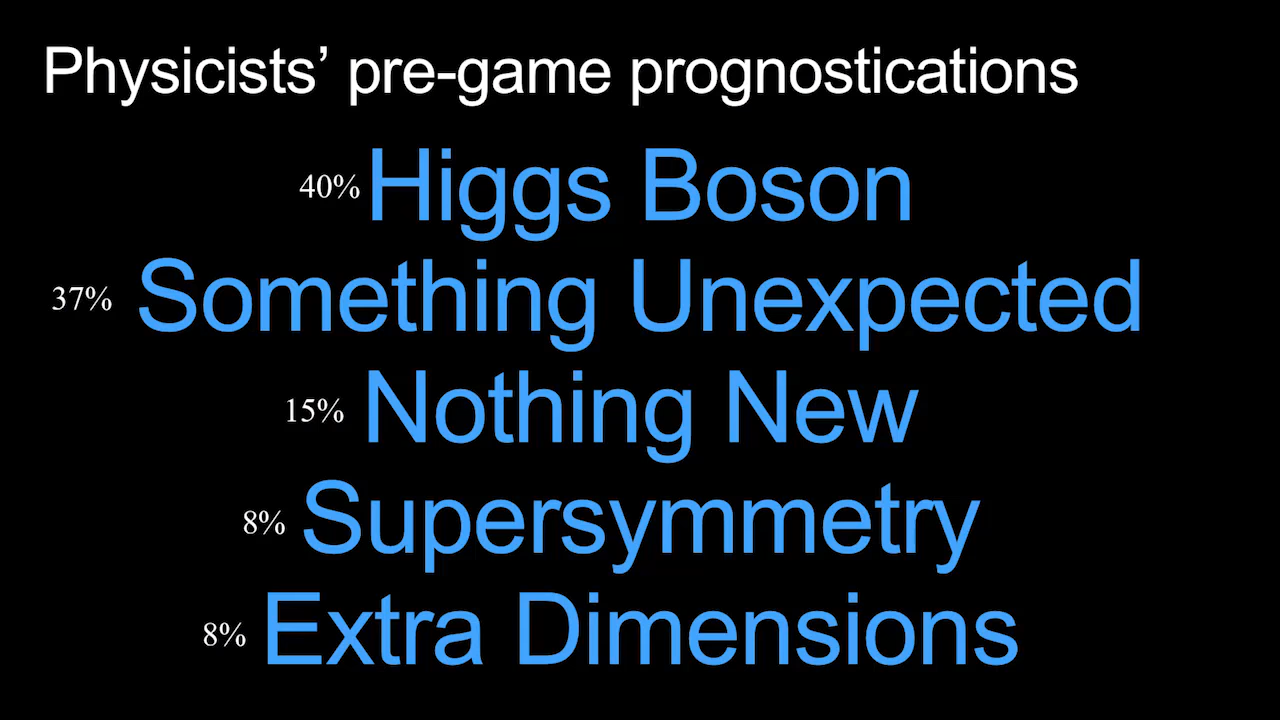 Physicists’ pre-game prognostications
40% Higgs Boson
37% Something Unexpected
15% Nothing New
8% Supersymmetry
8% Extra Dimensions